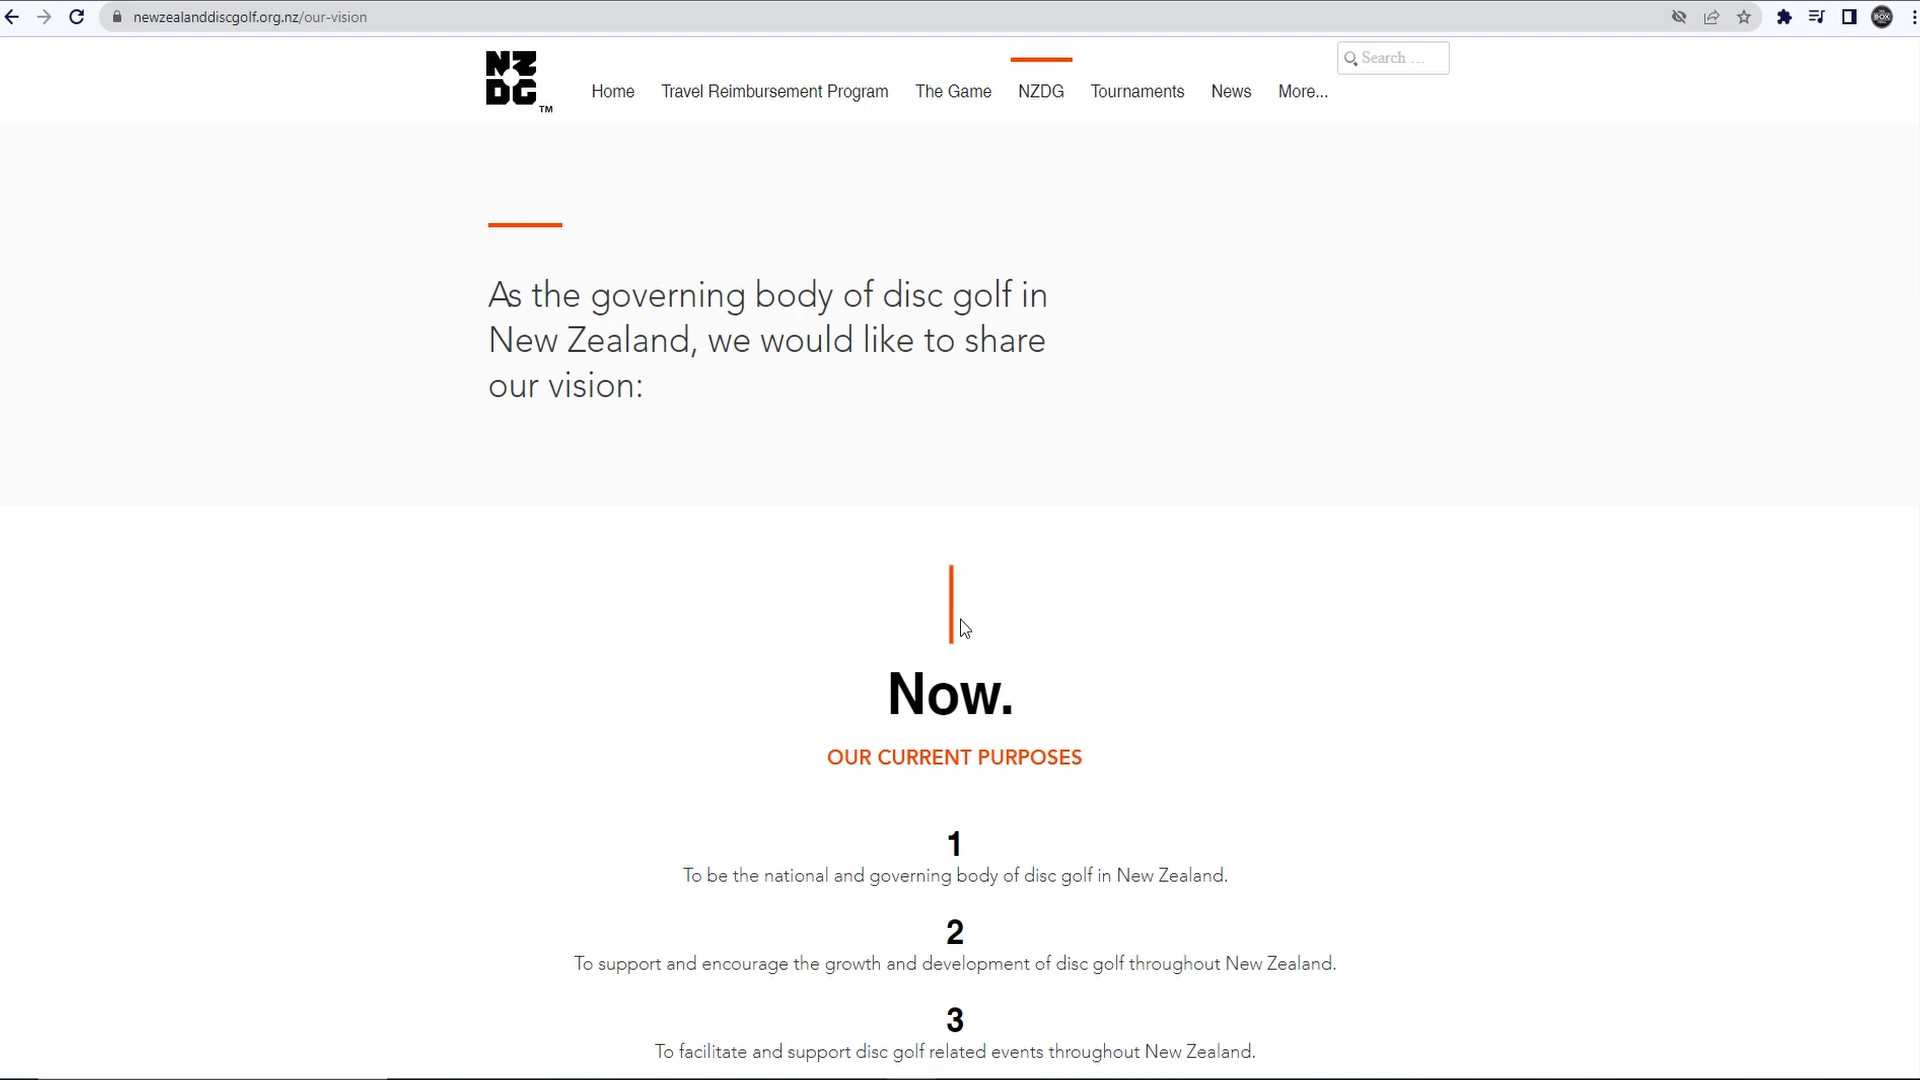 newzealanddiscgolf.org.nz/our-vision
NZ
DG TM
Home Travel Reimbursement Program The Game NZDG Tournaments News More...
Search ...
As the governing body of disc golf in
New Zealand, we would like to share
our vision:
Now.
OUR CURRENT PURPOSES
1
To be the national and governing body of disc golf in New Zealand.
2
To support and encourage the growth and development of disc golf throughout New Zealand.
3
To facilitate and support disc golf related events throughout New Zealand.